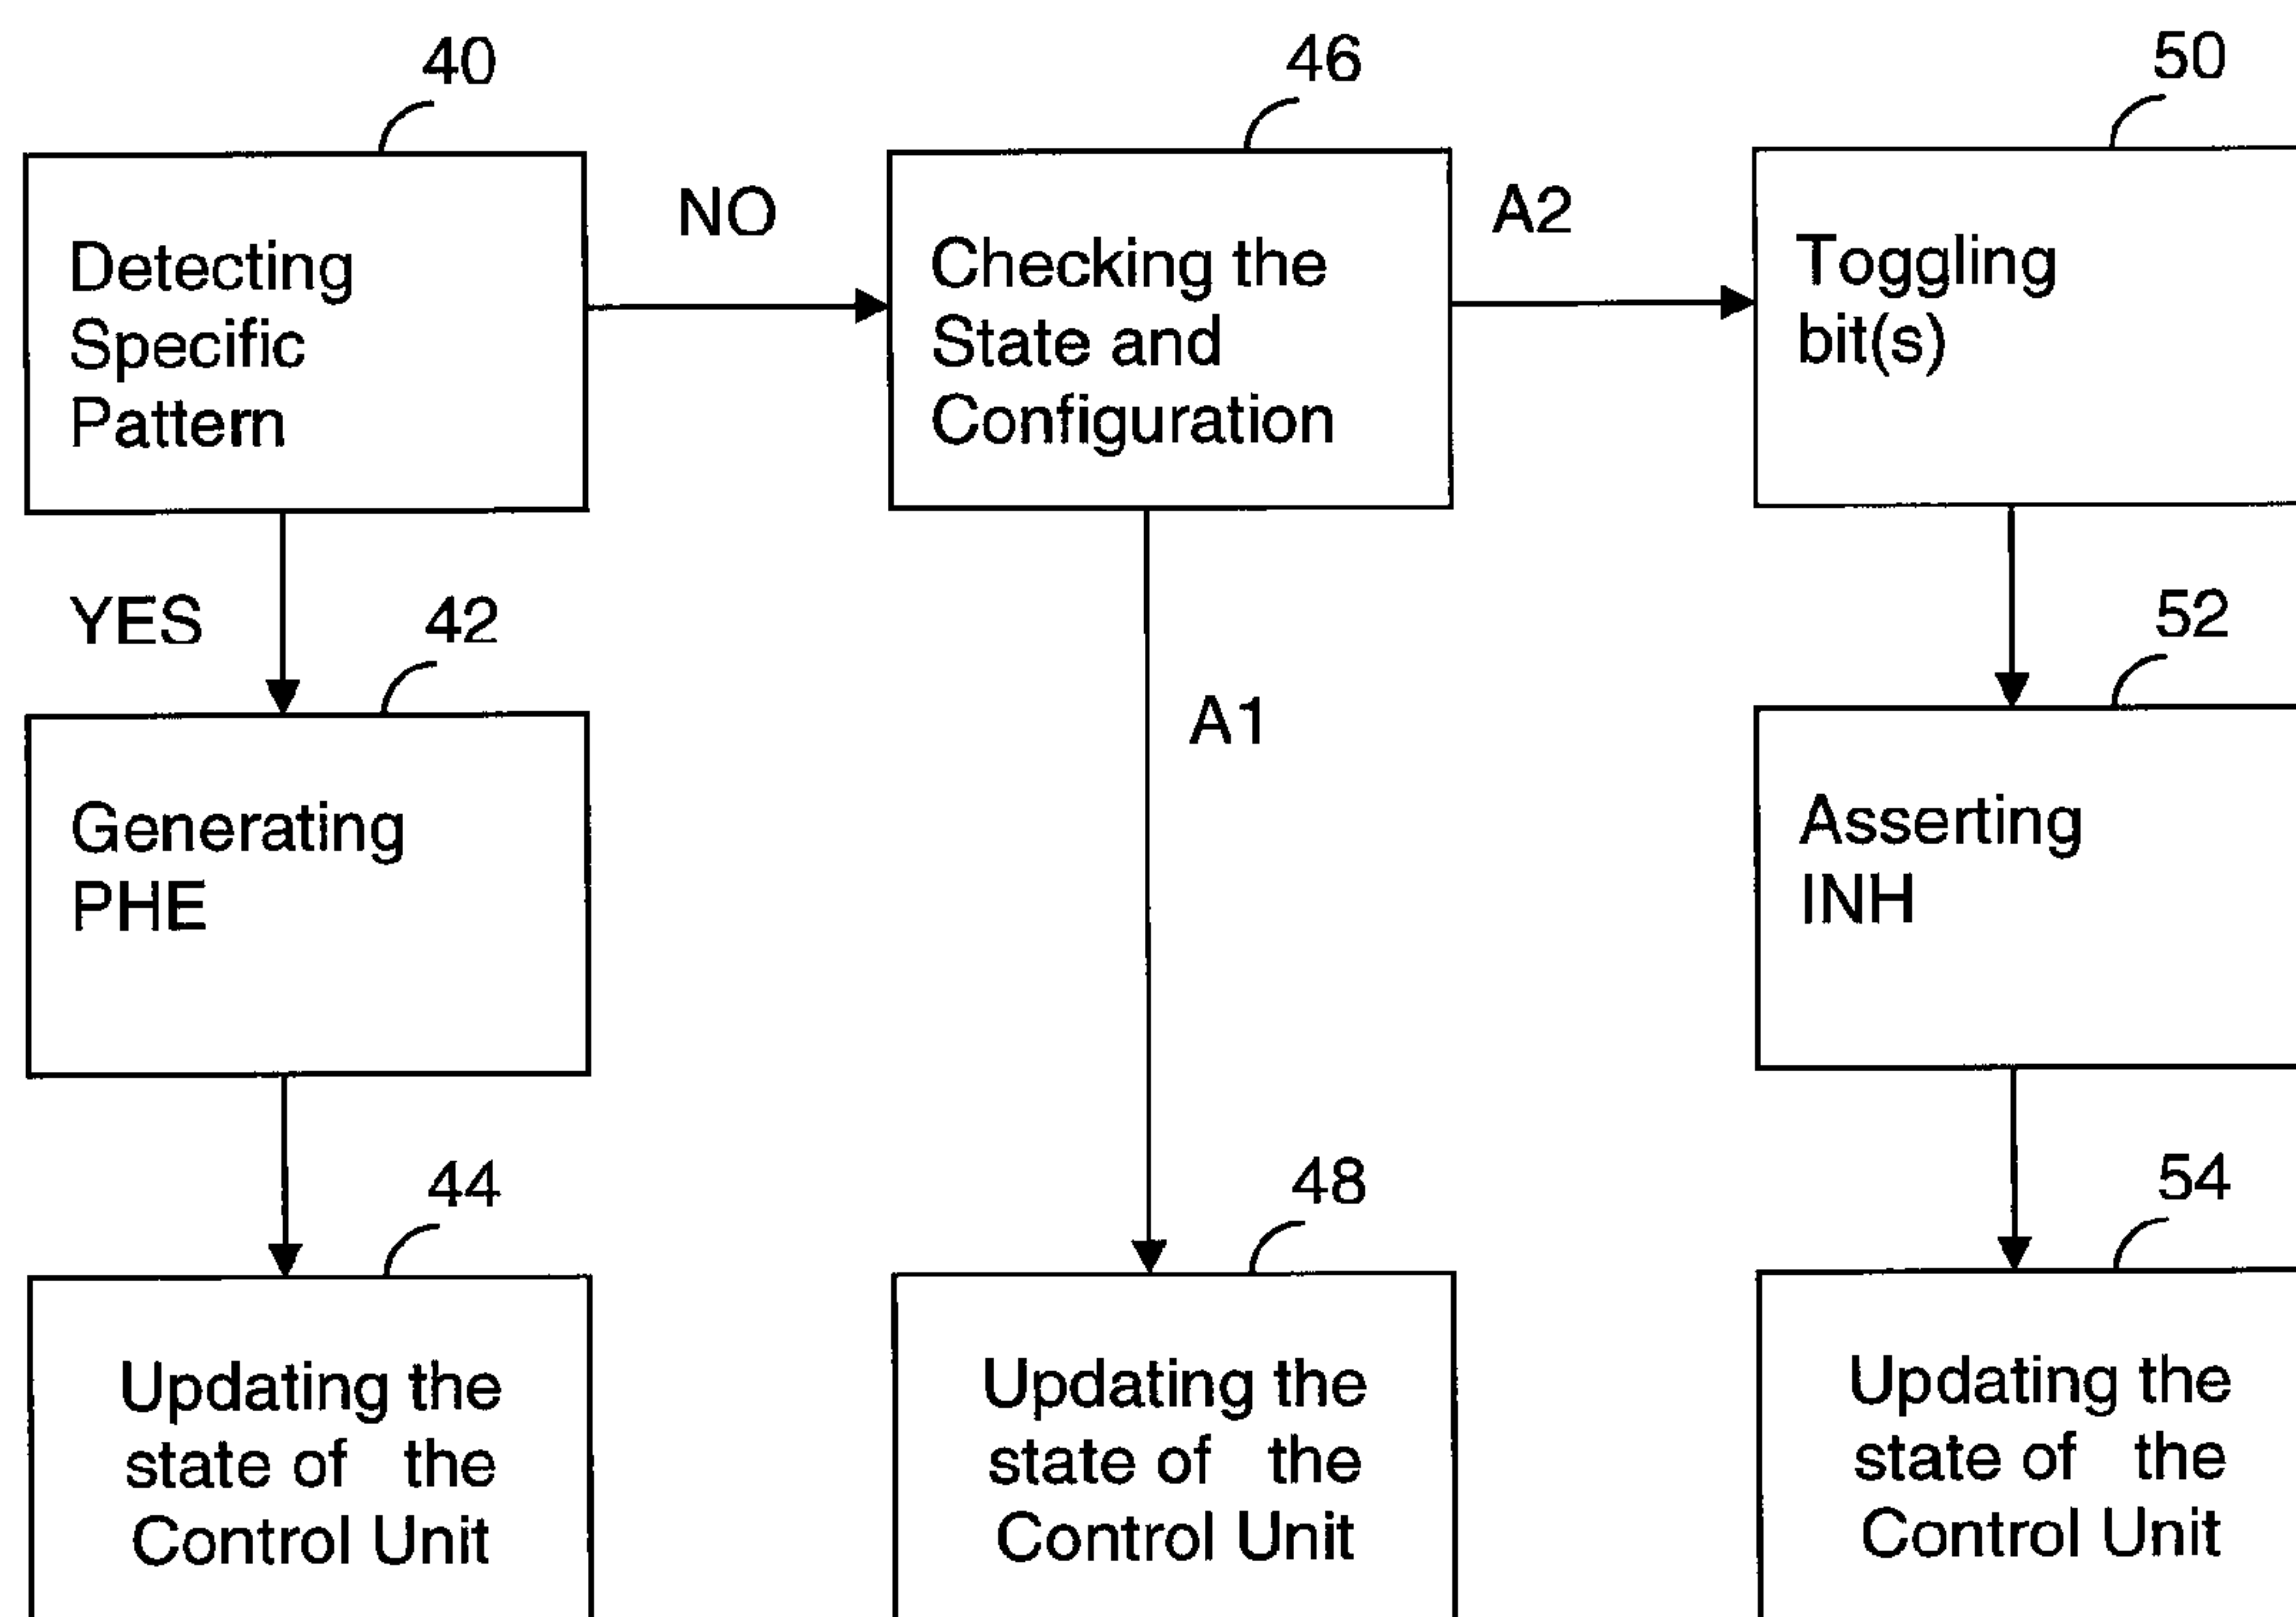 40
46
50
Detecting
Specific
Pattern
NO
Checking the
State and
Configuration
A2
Toggling
bit(s)
YES
42
A1
52
Generating
PHE
Asserting
INH
44
48
54
Updating the
state of the
Control Unit
Updating the
state of the
Control Unit
Updating the
state of the
Control Unit